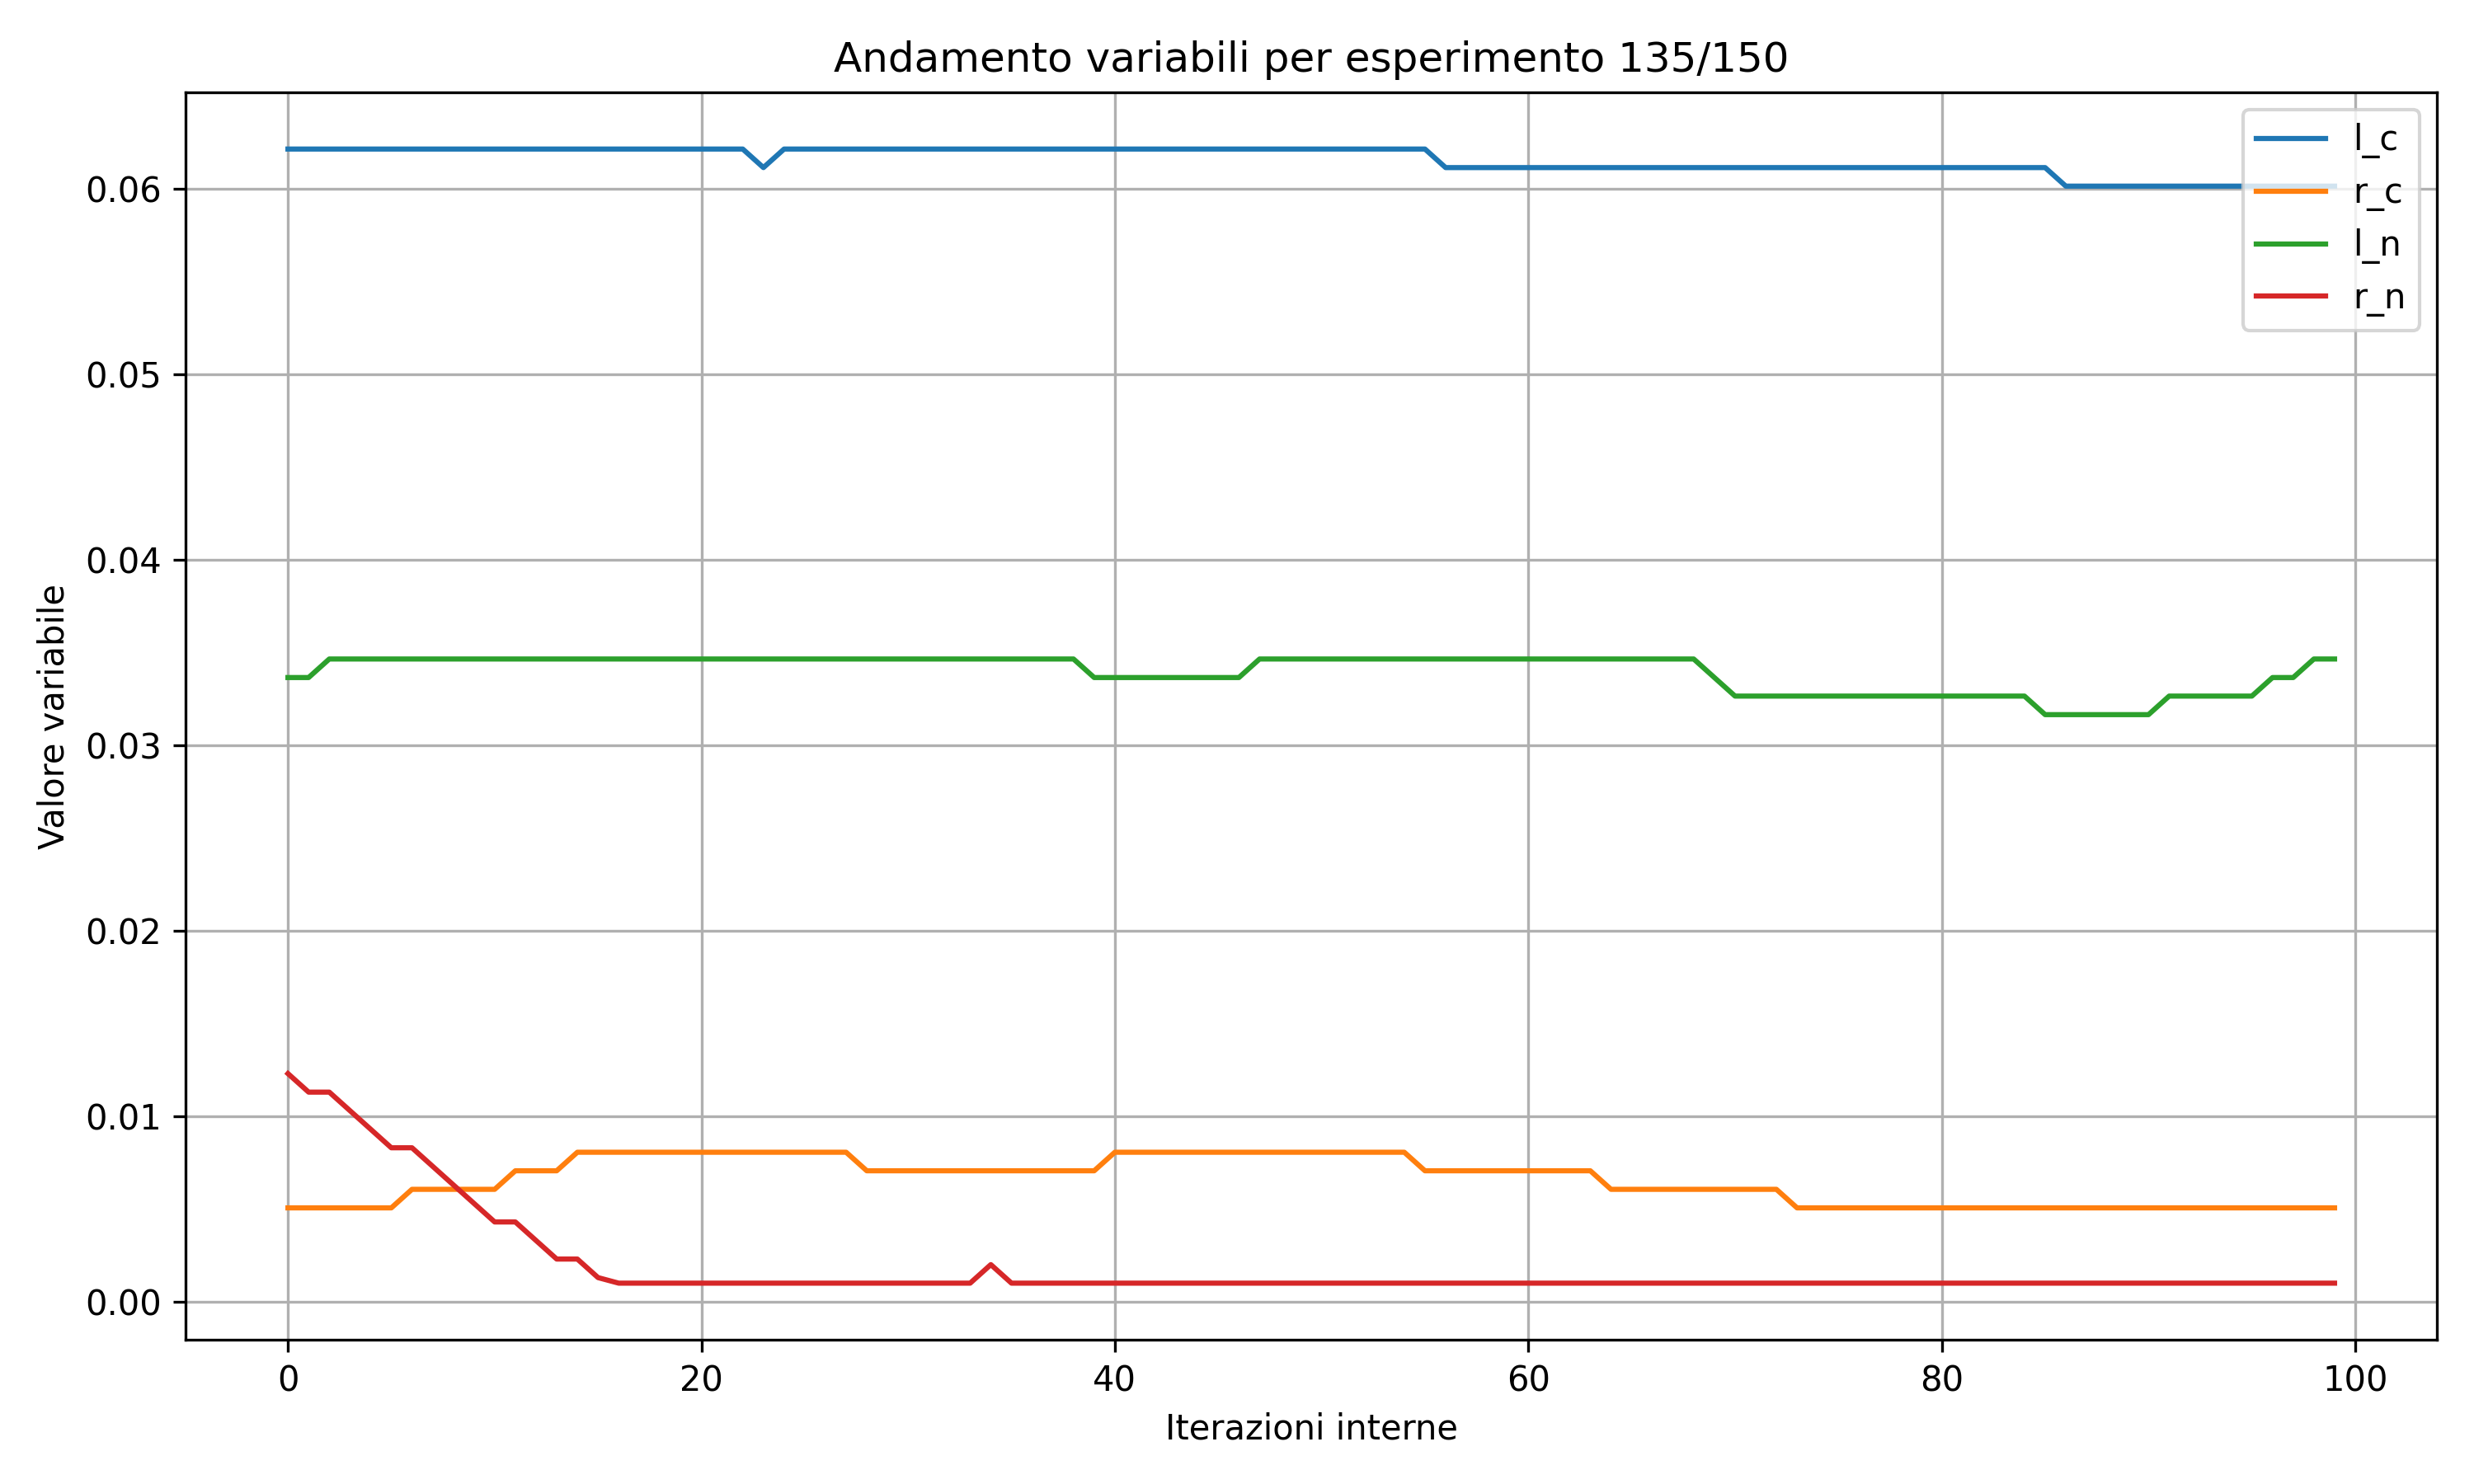 Andamento variabili per esperimento 135/150
l_c
r_c
l_n
r_n
0.06
0.05
0.04
0.03
0.02
0.01
0.00
Valore variabile
0 20 40 60 80 100
Iterazioni interne